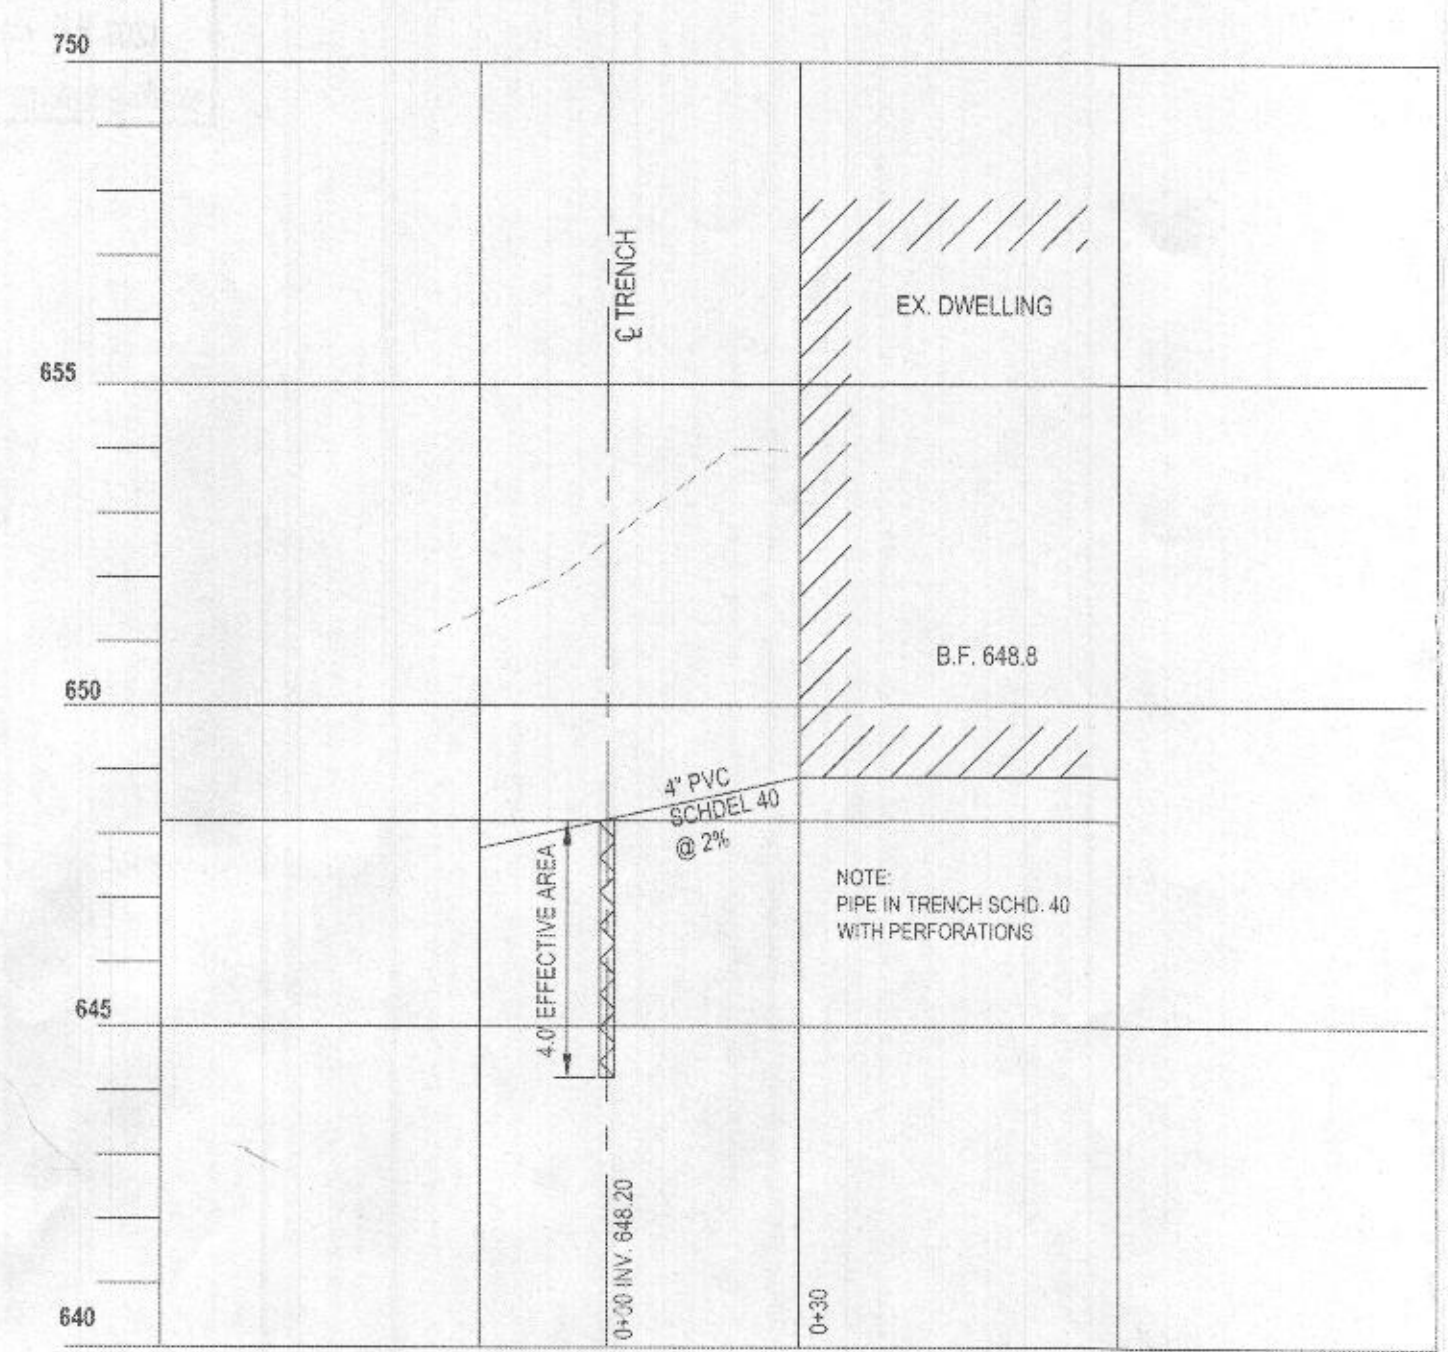 750
℄ TRENCH
EX. DWELLING
655
B.F. 648.8
650
4" PVC
SCHDEL 40
@ 2%
4.0' EFFECTIVE AREA
NOTE:
PIPE IN TRENCH SCHD. 40
WITH PERFORATIONS
645
0+00 INV. 648.20
0+30
640